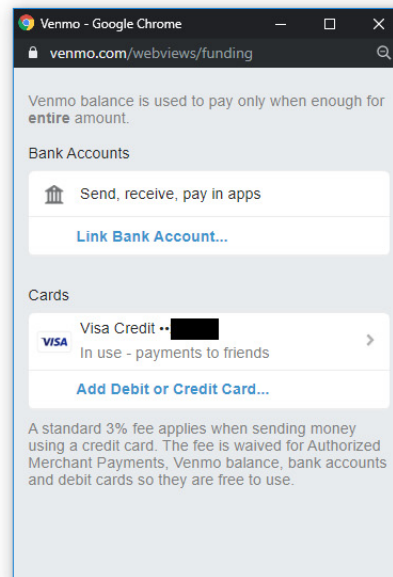 Venmo - Google Chrome
venmo.com/webviews/funding
Venmo balance is used to pay only when enough for
entire amount.
Bank Accounts
Send, receive, pay in apps
Link Bank Account...
Cards
VISA
Visa Credit ••
In use - payments to friends
Add Debit or Credit Card...
A standard 3% fee applies when sending money
using a credit card. The fee is waived for Authorized
Merchant Payments, Venmo balance, bank accounts
and debit cards so they are free to use.